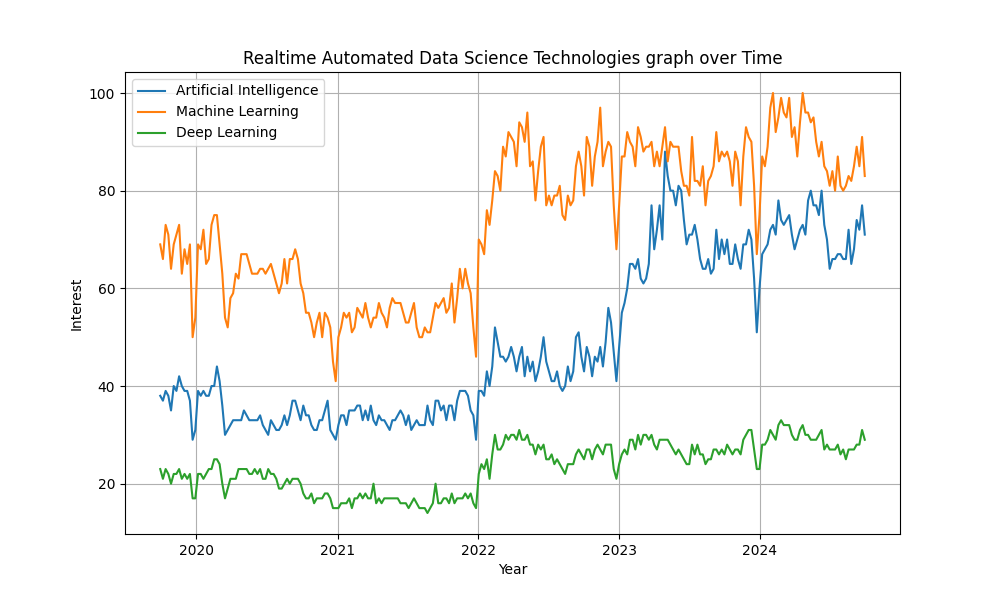 Realtime Automated Data Science Technologies graph over Time
Artificial Intelligence
Machine Learning
Deep Learning
100
80
60
40
20
Interest
2020 2021 2022 2023 2024
Year